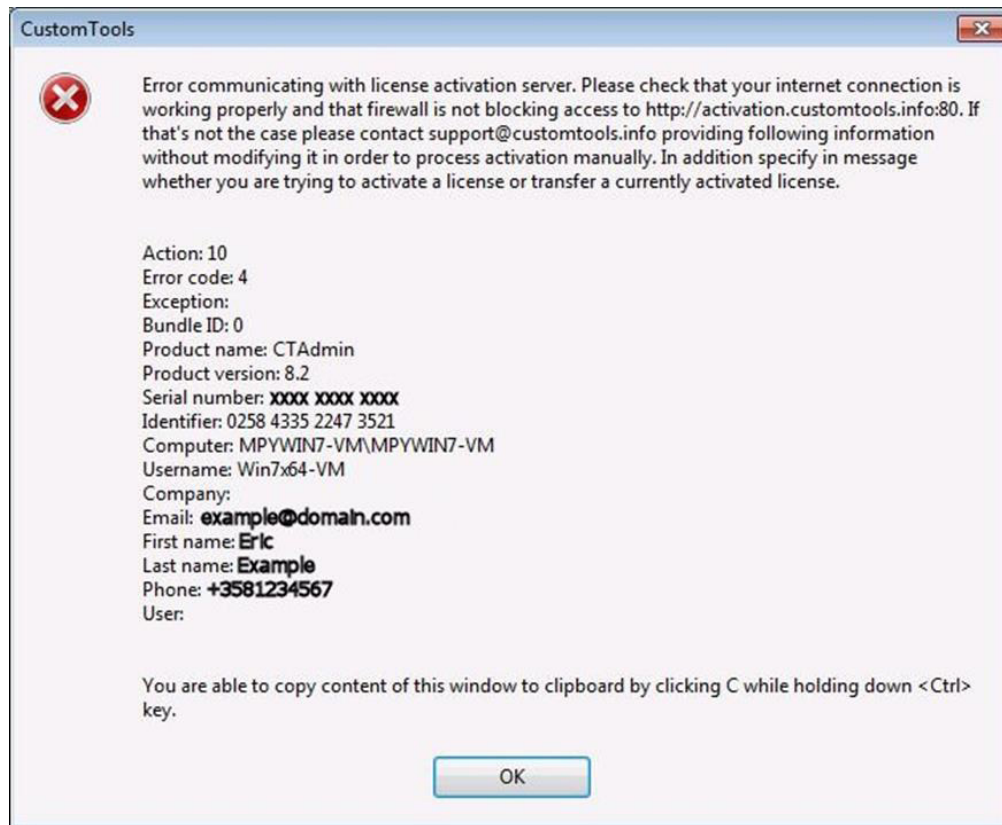 CustomTools
Error communicating with license activation server. Please check that your internet connection is
working properly and that firewall is not blocking access to http://activation.customtools.info:80. If
that's not the case please contact support@customtools.info providing following information
without modifying it in order to process activation manually. In addition specify in message
whether you are trying to activate a license or transfer a currently activated license.
Action: 10
Error code: 4
Exception:
Bundle ID: 0
Product name: CTAdmin
Product version: 8.2
Serial number: xxxx xxxx xxxx
Identifier: 0258 4335 2247 3521
Computer: MPYWIN7-VM\MPYWIN7-VM
Username: Win7x64-VM
Company:
Email: example@domain.com
First name: Eric
Last name: Example
Phone: +3581234567
User:
You are able to copy content of this window to clipboard by clicking C while holding down <Ctrl>
key.
OK